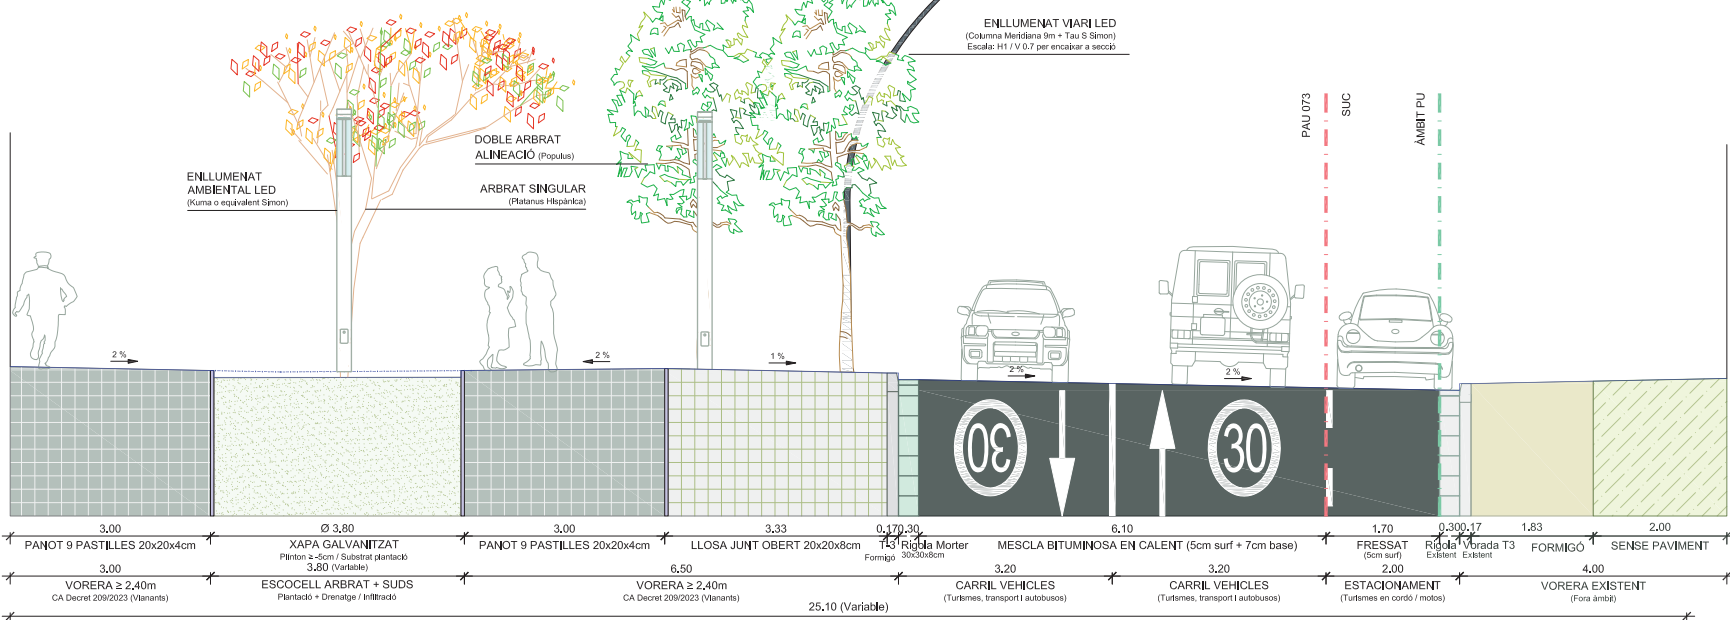 ENLLUMENAT VIARI LED
(Columna Meridiana 9m + Tau S Simon)
Escala: H1 / V 0.7 per encaixar a secció
PAU 073
SUC
ÀMBIT PU
DOBLE ARBRAT
ALINEACIÓ (Populus)
ENLLUMENAT
AMBIENTAL LED
(Kuma o equivalent Simon)
ARBRAT SINGULAR
(Platanus Hispànica)
2 %
2 %
1 %
2 %
2 %
30
30
3.00
Ø 3.80
3.00
3.33
0.17
0.30
6.10
1.70
0.30
0.17
1.83
2.00
PANOT 9 PASTILLES 20x20x4cm
XAPA GALVANITZAT
Plinton ≥ -5cm / Substrat plantació
PANOT 9 PASTILLES 20x20x4cm
LLOSA JUNT OBERT 20x20x8cm
T-3
Formigó
Rigola Morter
30x30x8cm
MESCLA BITUMINOSA EN CALENT (5cm surf + 7cm base)
FRESSAT
(5cm surf)
Rigola
Existent
Vorada T3
Existent
FORMIGÓ
SENSE PAVIMENT
3.00
3.80 (Variable)
6.50
3.20
3.20
2.00
4.00
VORERA ≥ 2,40m
CA Decret 209/2023 (Vianants)
ESCOCELL ARBRAT + SUDS
Plantació + Drenatge / Infiltració
VORERA ≥ 2,40m
CA Decret 209/2023 (Vianants)
CARRIL VEHICLES
(Turismes, transport i autobusos)
CARRIL VEHICLES
(Turismes, transport i autobusos)
ESTACIONAMENT
(Turismes en cordó / motos)
VORERA EXISTENT
(Fora àmbit)
25.10 (Variable)